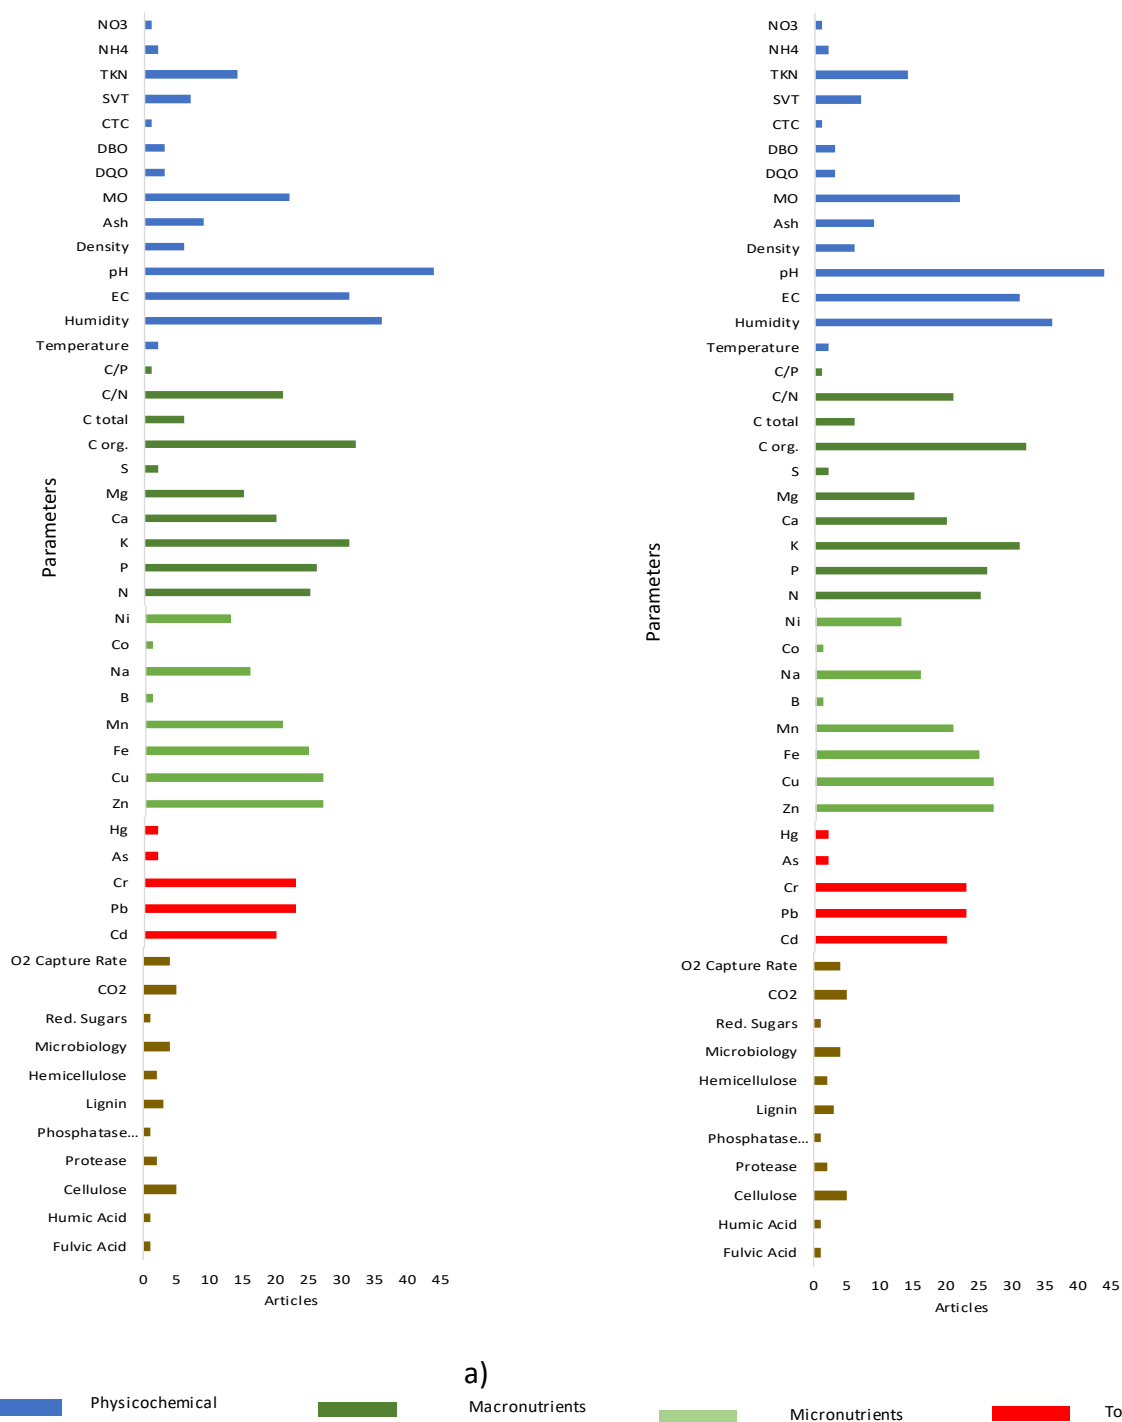 NO3
NH4
TKN
SVT
CTC
DBO
DQO
MO
Ash
Density
pH
EC
Humidity
Temperature
C/P
C/N
C total
C org.
S
Mg
Ca
K
P
N
Ni
Co
Na
B
Mn
Fe
Cu
Zn
Hg
As
Cr
Pb
Cd
O2 Capture Rate
CO2
Red. Sugars
Microbiology
Hemicellulose
Lignin
Phosphatase...
Protease
Cellulose
Humic Acid
Fulvic Acid
Parameters
0 5 10 15 20 25 30 35 40 45
Articles
NO3
NH4
TKN
SVT
CTC
DBO
DQO
MO
Ash
Density
pH
EC
Humidity
Temperature
C/P
C/N
C total
C org.
S
Mg
Ca
K
P
N
Ni
Co
Na
B
Mn
Fe
Cu
Zn
Hg
As
Cr
Pb
Cd
O2 Capture Rate
CO2
Red. Sugars
Microbiology
Hemicellulose
Lignin
Phosphatase...
Protease
Cellulose
Humic Acid
Fulvic Acid
Parameters
0 5 10 15 20 25 30 35 40 45
Articles
a)
Physicochemical
Macronutrients
Micronutrients
To